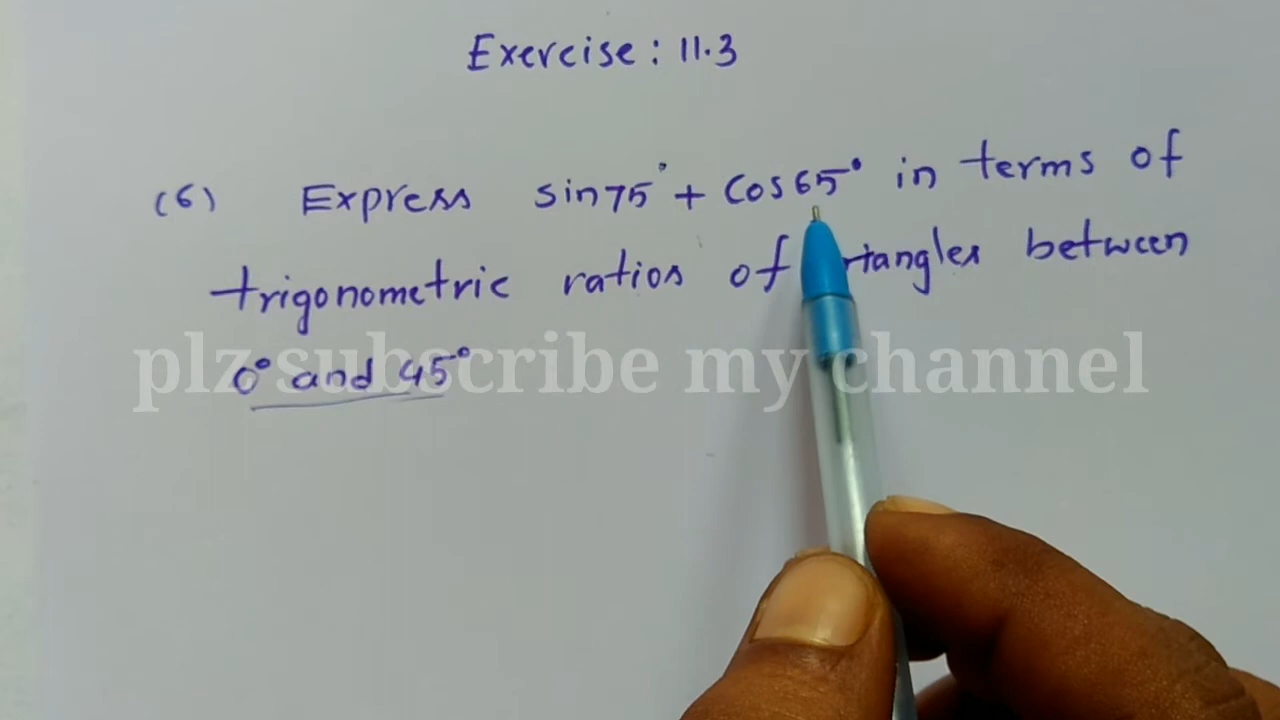 Exercise: 11.3
(6) Express sin75° + cos65° in terms of
trigonometric ratios of between
0° and 45°
plz subscribe my channel